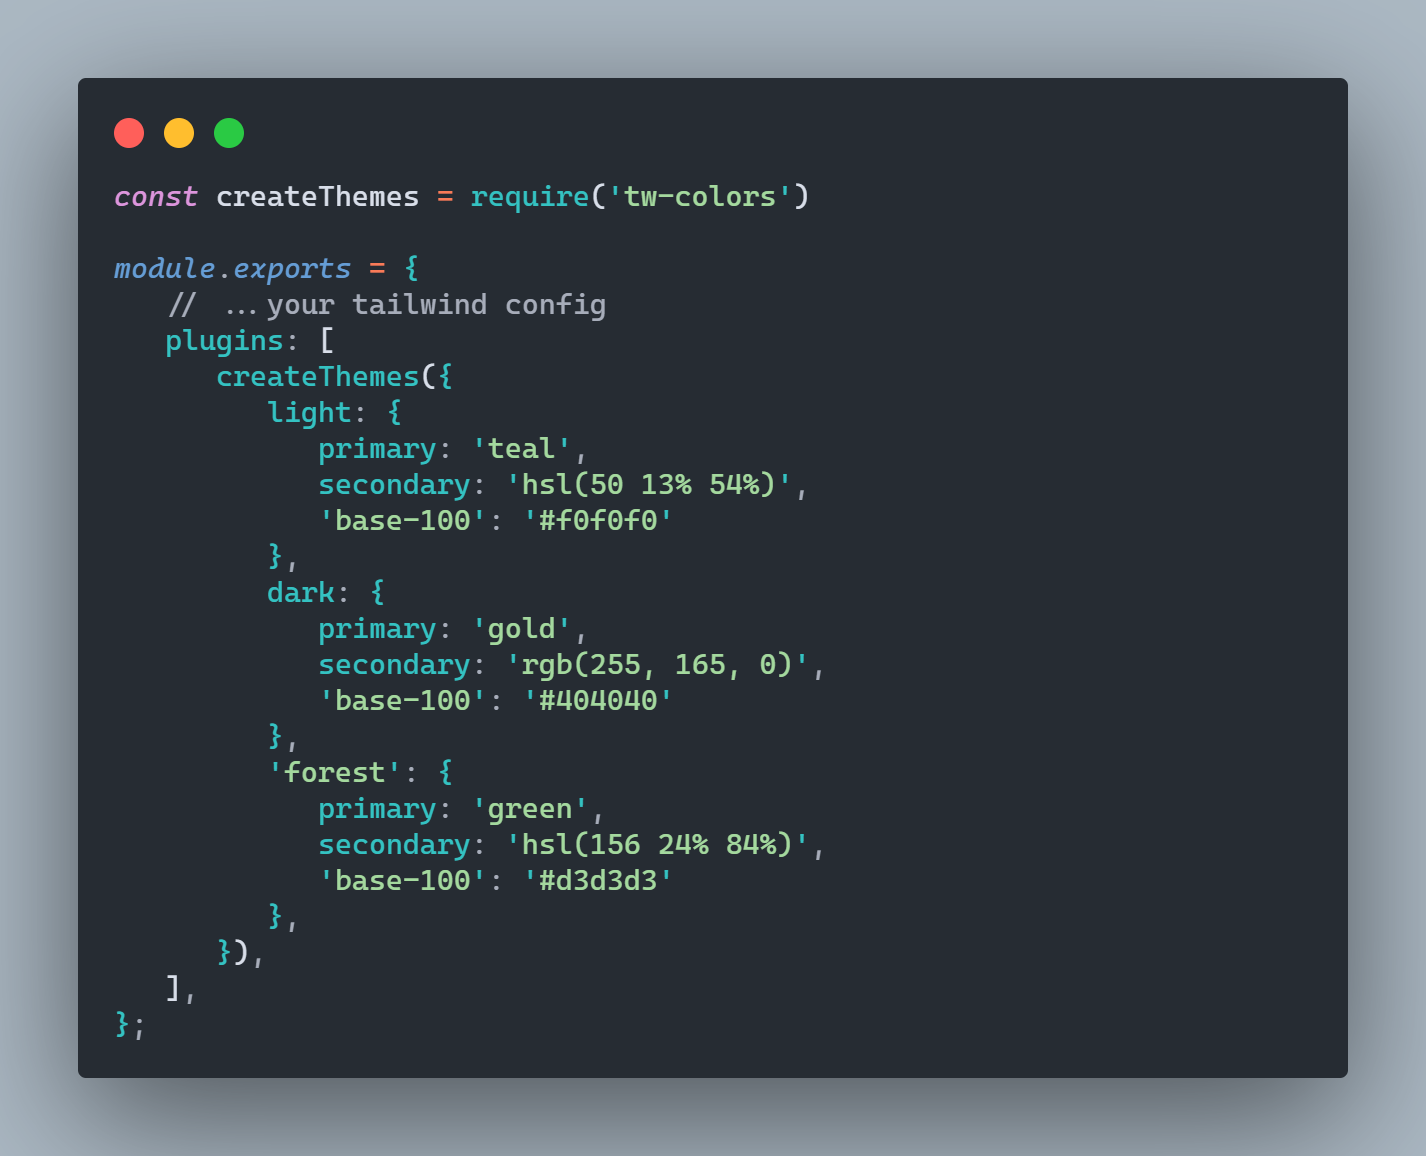 const createThemes = require('tw-colors')

module.exports = {
   // ...your tailwind config
   plugins: [
      createThemes({
         light: {
            primary: 'teal',
            secondary: 'hsl(50 13% 54%)',
            'base-100': '#f0f0f0'
         },
         dark: {
            primary: 'gold',
            secondary: 'rgb(255, 165, 0)',
            'base-100': '#404040'
         },
         'forest': {
            primary: 'green',
            secondary: 'hsl(156 24% 84%)',
            'base-100': '#d3d3d3'
         },
      }),
   ],
};